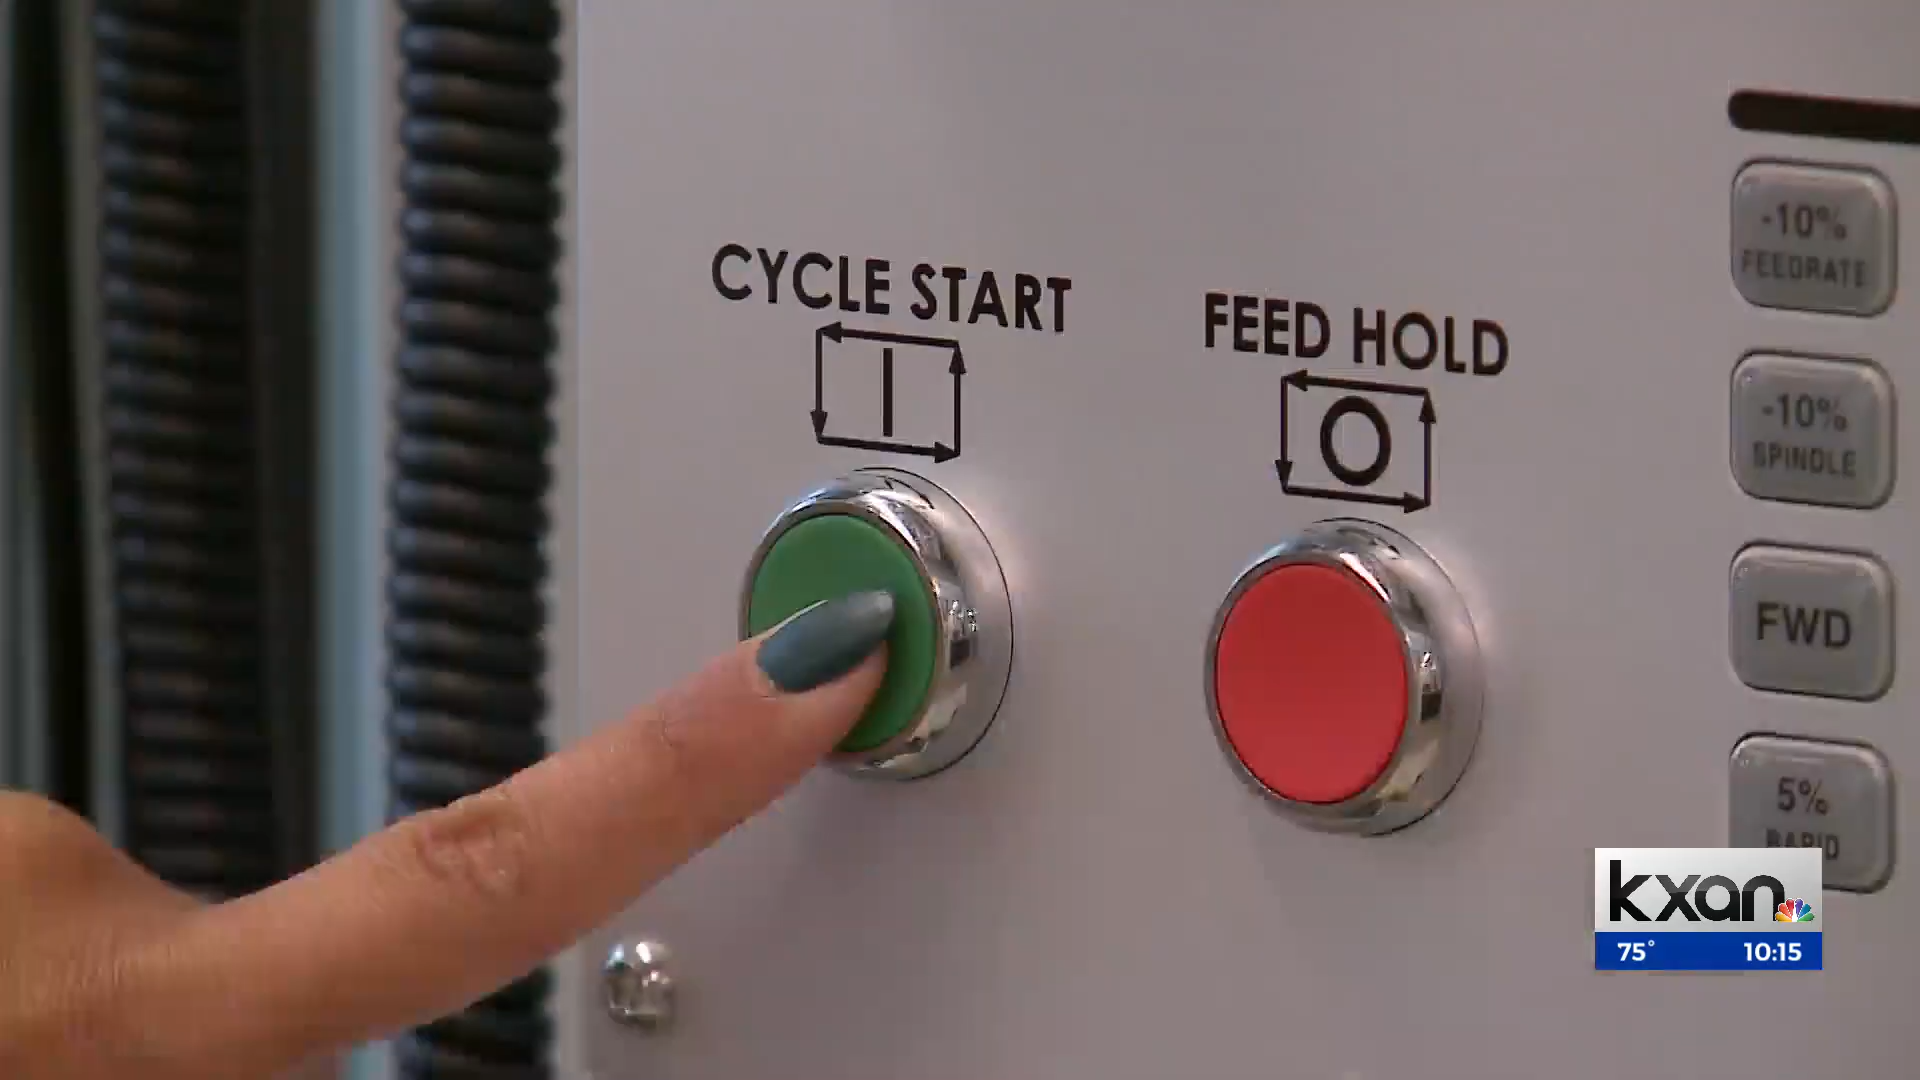 CYCLE START
FEED HOLD
-10%
FEEDRATE
-10%
SPINDLE
FWD
5%
RAPID
kxan
75° 10:15